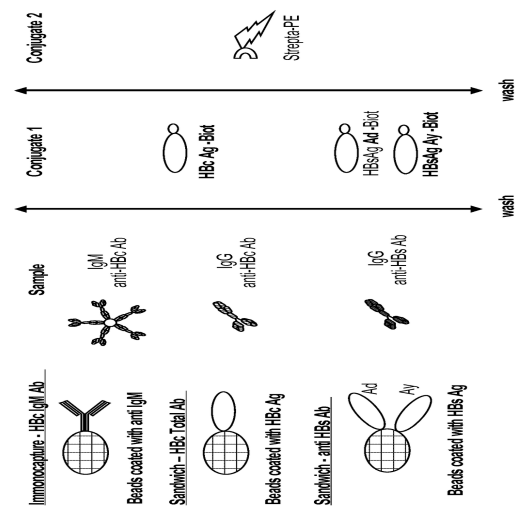 Sample
Conjugate 1
Conjugate 2
Immonocapture - HBc IgM Ab
IgM
anti-HBc Ab
Beads coated with anti IgM
HBc Ag -Biot
Sandwich – HBc Total Ab
IgG
anti-HBc Ab
Strepta-PE
Beads coated with HBc Ag
Sandwich - anti HBs Ab
Ad
Ay
IgG
anti-HBs Ab
HBsAg Ad -Biot
HBsAg Ay -Biot
Beads coated with HBs Ag
wash
wash